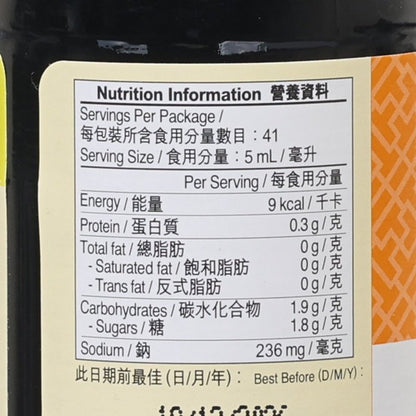 Nutrition Information 營養資料
Servings Per Package /
每包裝所含食用分量數目：41
Serving Size / 食用分量：5 mL / 毫升
Per Serving / 每食用分量
Energy / 能量 9 kcal / 千卡
Protein / 蛋白質 0.3 g / 克
Total fat / 總脂肪 0 g / 克
- Saturated fat / 飽和脂肪 0 g / 克
- Trans fat / 反式脂肪 0 g / 克
Carbohydrates / 碳水化合物 1.9 g / 克
- Sugars / 糖 1.8 g / 克
Sodium / 鈉 236 mg / 毫克
此日期前最佳 (日/月/年)： Best Before (D/M/Y)：